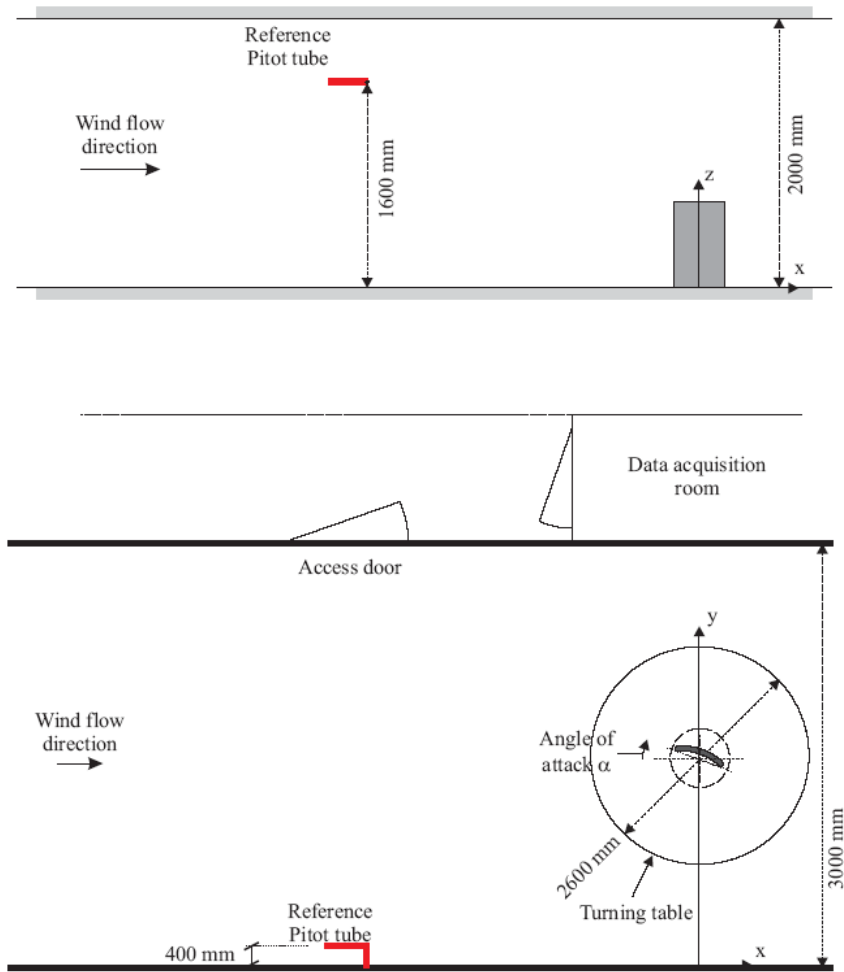 Reference
Pitot tube
Wind flow
direction
1600 mm
2000 mm
z
x
Data acquisition
room
Access door
y
Wind flow
direction
Angle of
attack α
2600 mm
3000 mm
Turning table
Reference
Pitot tube
400 mm
x